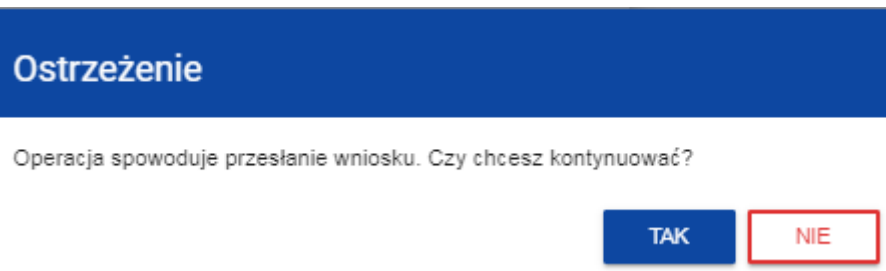 Ostrzeżenie
Operacja spowoduje przesłanie wniosku. Czy chcesz kontynuować?
TAK NIE